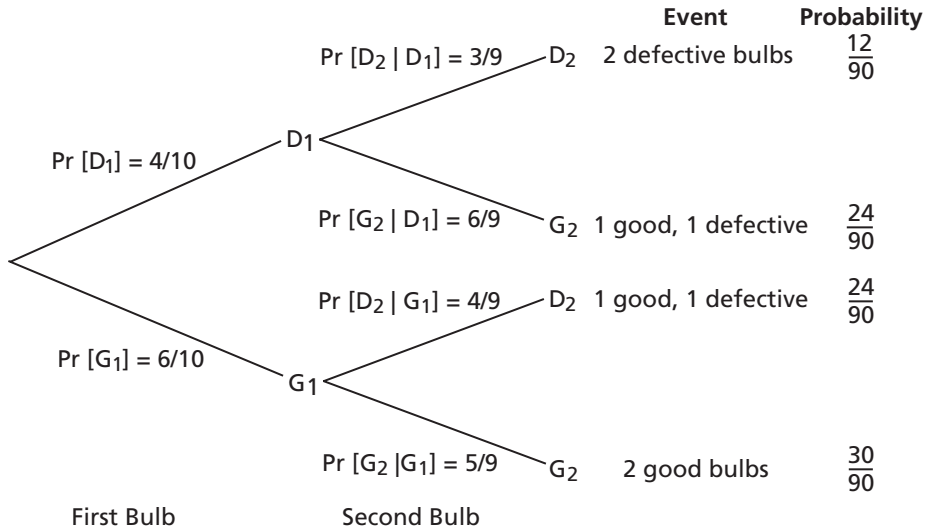 Event Probability
Pr [D₂ | D₁] = 3/9 D₂ 2 defective bulbs 12/90
D₁
Pr [D₁] = 4/10
Pr [G₂ | D₁] = 6/9 G₂ 1 good, 1 defective 24/90
Pr [D₂ | G₁] = 4/9 D₂ 1 good, 1 defective 24/90
Pr [G₁] = 6/10
G₁
Pr [G₂ |G₁] = 5/9 G₂ 2 good bulbs 30/90
First Bulb Second Bulb